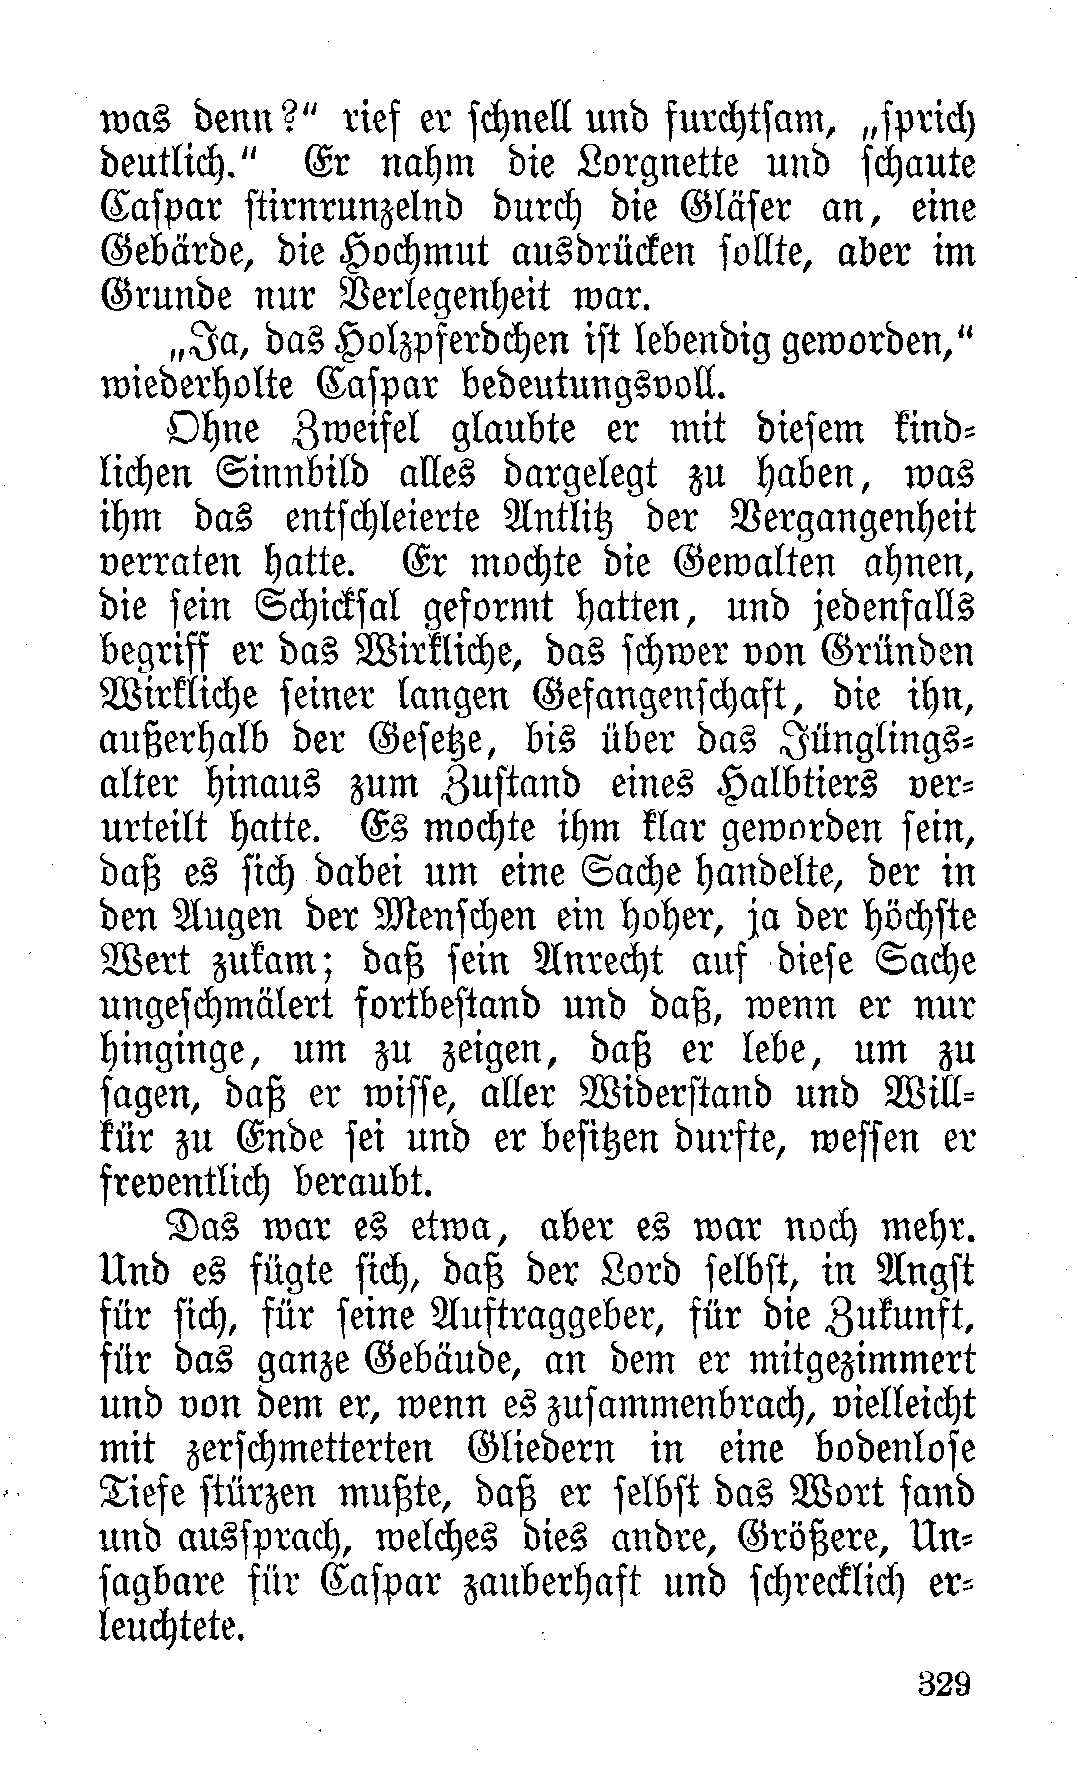 was denn?" rief er schnell und furchtsam, „sprich
deutlich." Er nahm die Lorgnette und schaute
Caspar stirnrunzelnd durch die Gläser an, eine
Gebärde, die Hochmut ausdrücken sollte, aber im
Grunde nur Verlegenheit war.
„Ja, das Holzpferdchen ist lebendig geworden,"
wiederholte Caspar bedeutungsvoll.
Ohne Zweifel glaubte er mit diesem kind-
lichen Sinnbild alles dargelegt zu haben, was
ihm das entschleierte Antlitz der Vergangenheit
verraten hatte. Er mochte die Gewalten ahnen,
die sein Schicksal geformt hatten, und jedenfalls
begriff er das Wirkliche, das schwer von Gründen
Wirkliche seiner langen Gefangenschaft, die ihn,
außerhalb der Gesetze, bis über das Jünglings-
alter hinaus zum Zustand eines Halbtiers ver-
urteilt hatte. Es mochte ihm klar geworden sein,
daß es sich dabei um eine Sache handelte, der in
den Augen der Menschen ein hoher, ja der höchste
Wert zukam; daß sein Anrecht auf diese Sache
ungeschmälert fortbestand und daß, wenn er nur
hinginge, um zu zeigen, daß er lebe, um zu
sagen, daß er wisse, aller Widerstand und Will-
kür zu Ende sei und er besitzen durfte, wessen er
freventlich beraubt.
Das war es etwa, aber es war noch mehr.
Und es fügte sich, daß der Lord selbst, in Angst
für sich, für seine Auftraggeber, für die Zukunft,
für das ganze Gebäude, an dem er mitgezimmert
und von dem er, wenn es zusammenbrach, vielleicht
mit zerschmetterten Gliedern in eine bodenlose
Tiefe stürzen mußte, daß er selbst das Wort fand
und aussprach, welches dies andre, Größere, Un-
sagbare für Caspar zauberhaft und schrecklich er-
leuchtete.
329